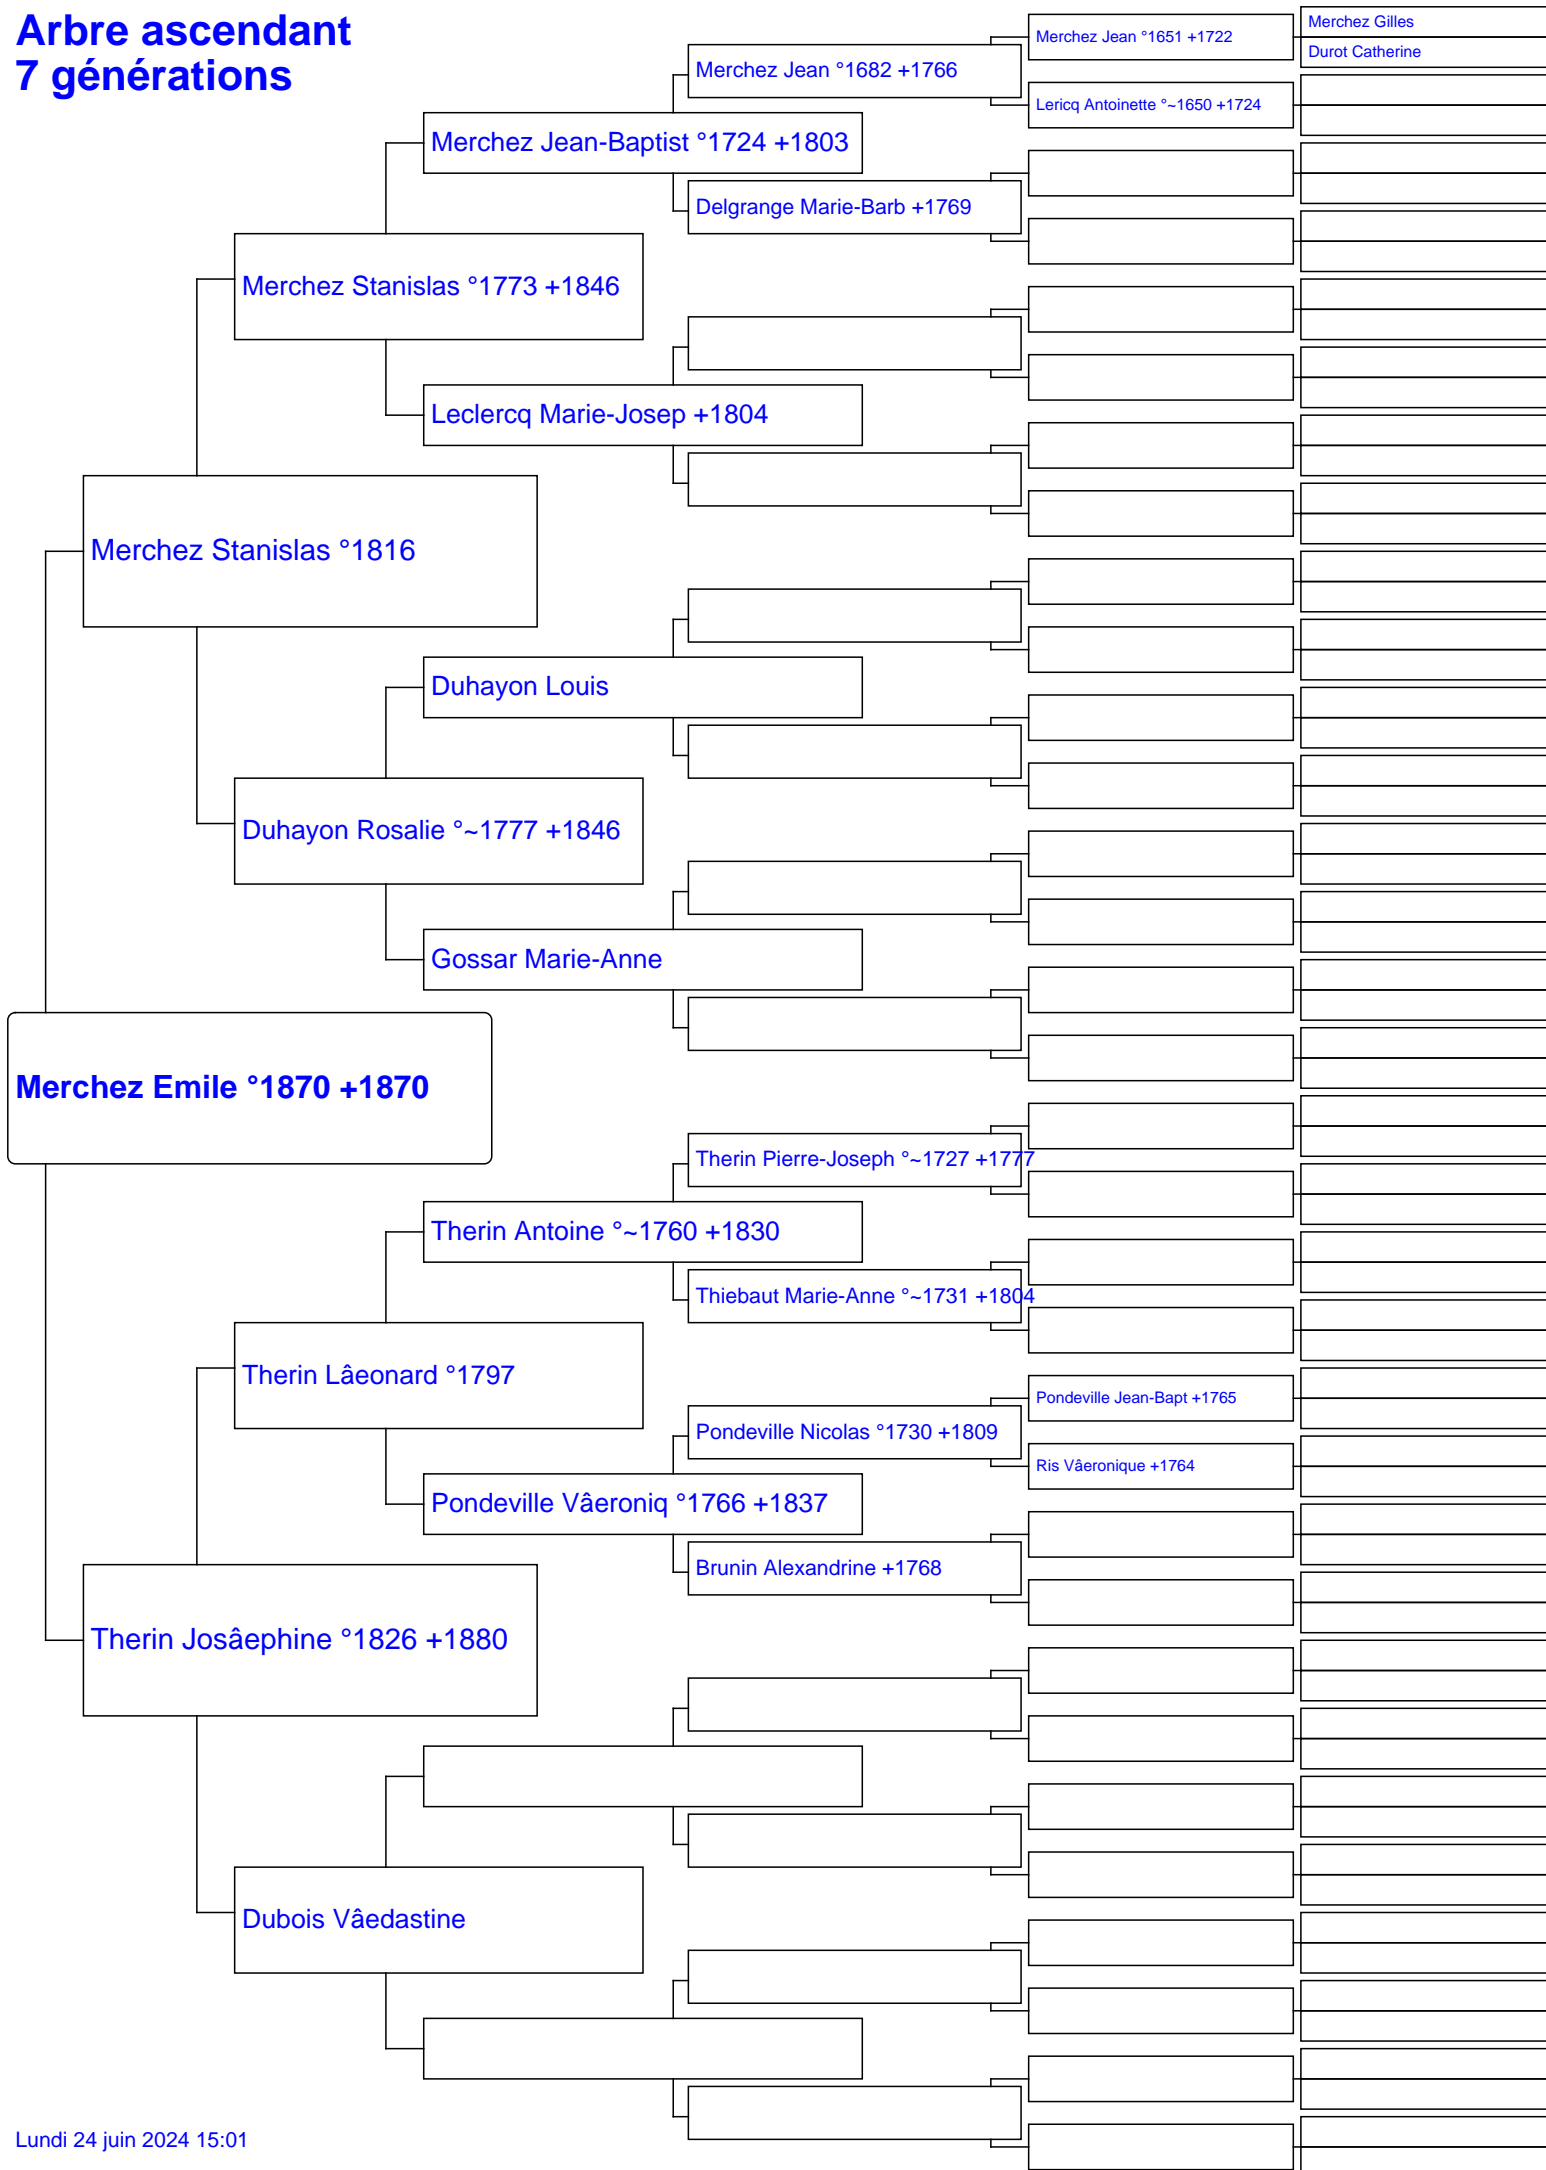 Arbre ascendant
7 générations
Merchez Gilles
Merchez Jean °1651 +1722
Durot Catherine
Merchez Jean °1682 +1766
Lericq Antoinette °~1650 +1724
Merchez Jean-Baptist °1724 +1803
Delgrange Marie-Barb +1769
Merchez Stanislas °1773 +1846
Leclercq Marie-Josep +1804
Merchez Stanislas °1816
Duhayon Louis
Duhayon Rosalie °~1777 +1846
Gossar Marie-Anne
Merchez Emile °1870 +1870
Therin Pierre-Joseph °~1727 +1777
Therin Antoine °~1760 +1830
Thiebaut Marie-Anne °~1731 +1804
Therin Lâeonard °1797
Pondeville Jean-Bapt +1765
Pondeville Nicolas °1730 +1809
Ris Vâeronique +1764
Pondeville Vâeroniq °1766 +1837
Brunin Alexandrine +1768
Therin Josâephine °1826 +1880
Dubois Vâedastine
Lundi 24 juin 2024 15:01